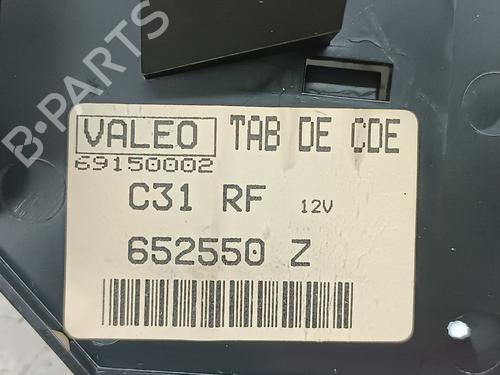 B-PARTS
VALEO TAB DE CDE
69150002
C31 RF 12V
652550 Z